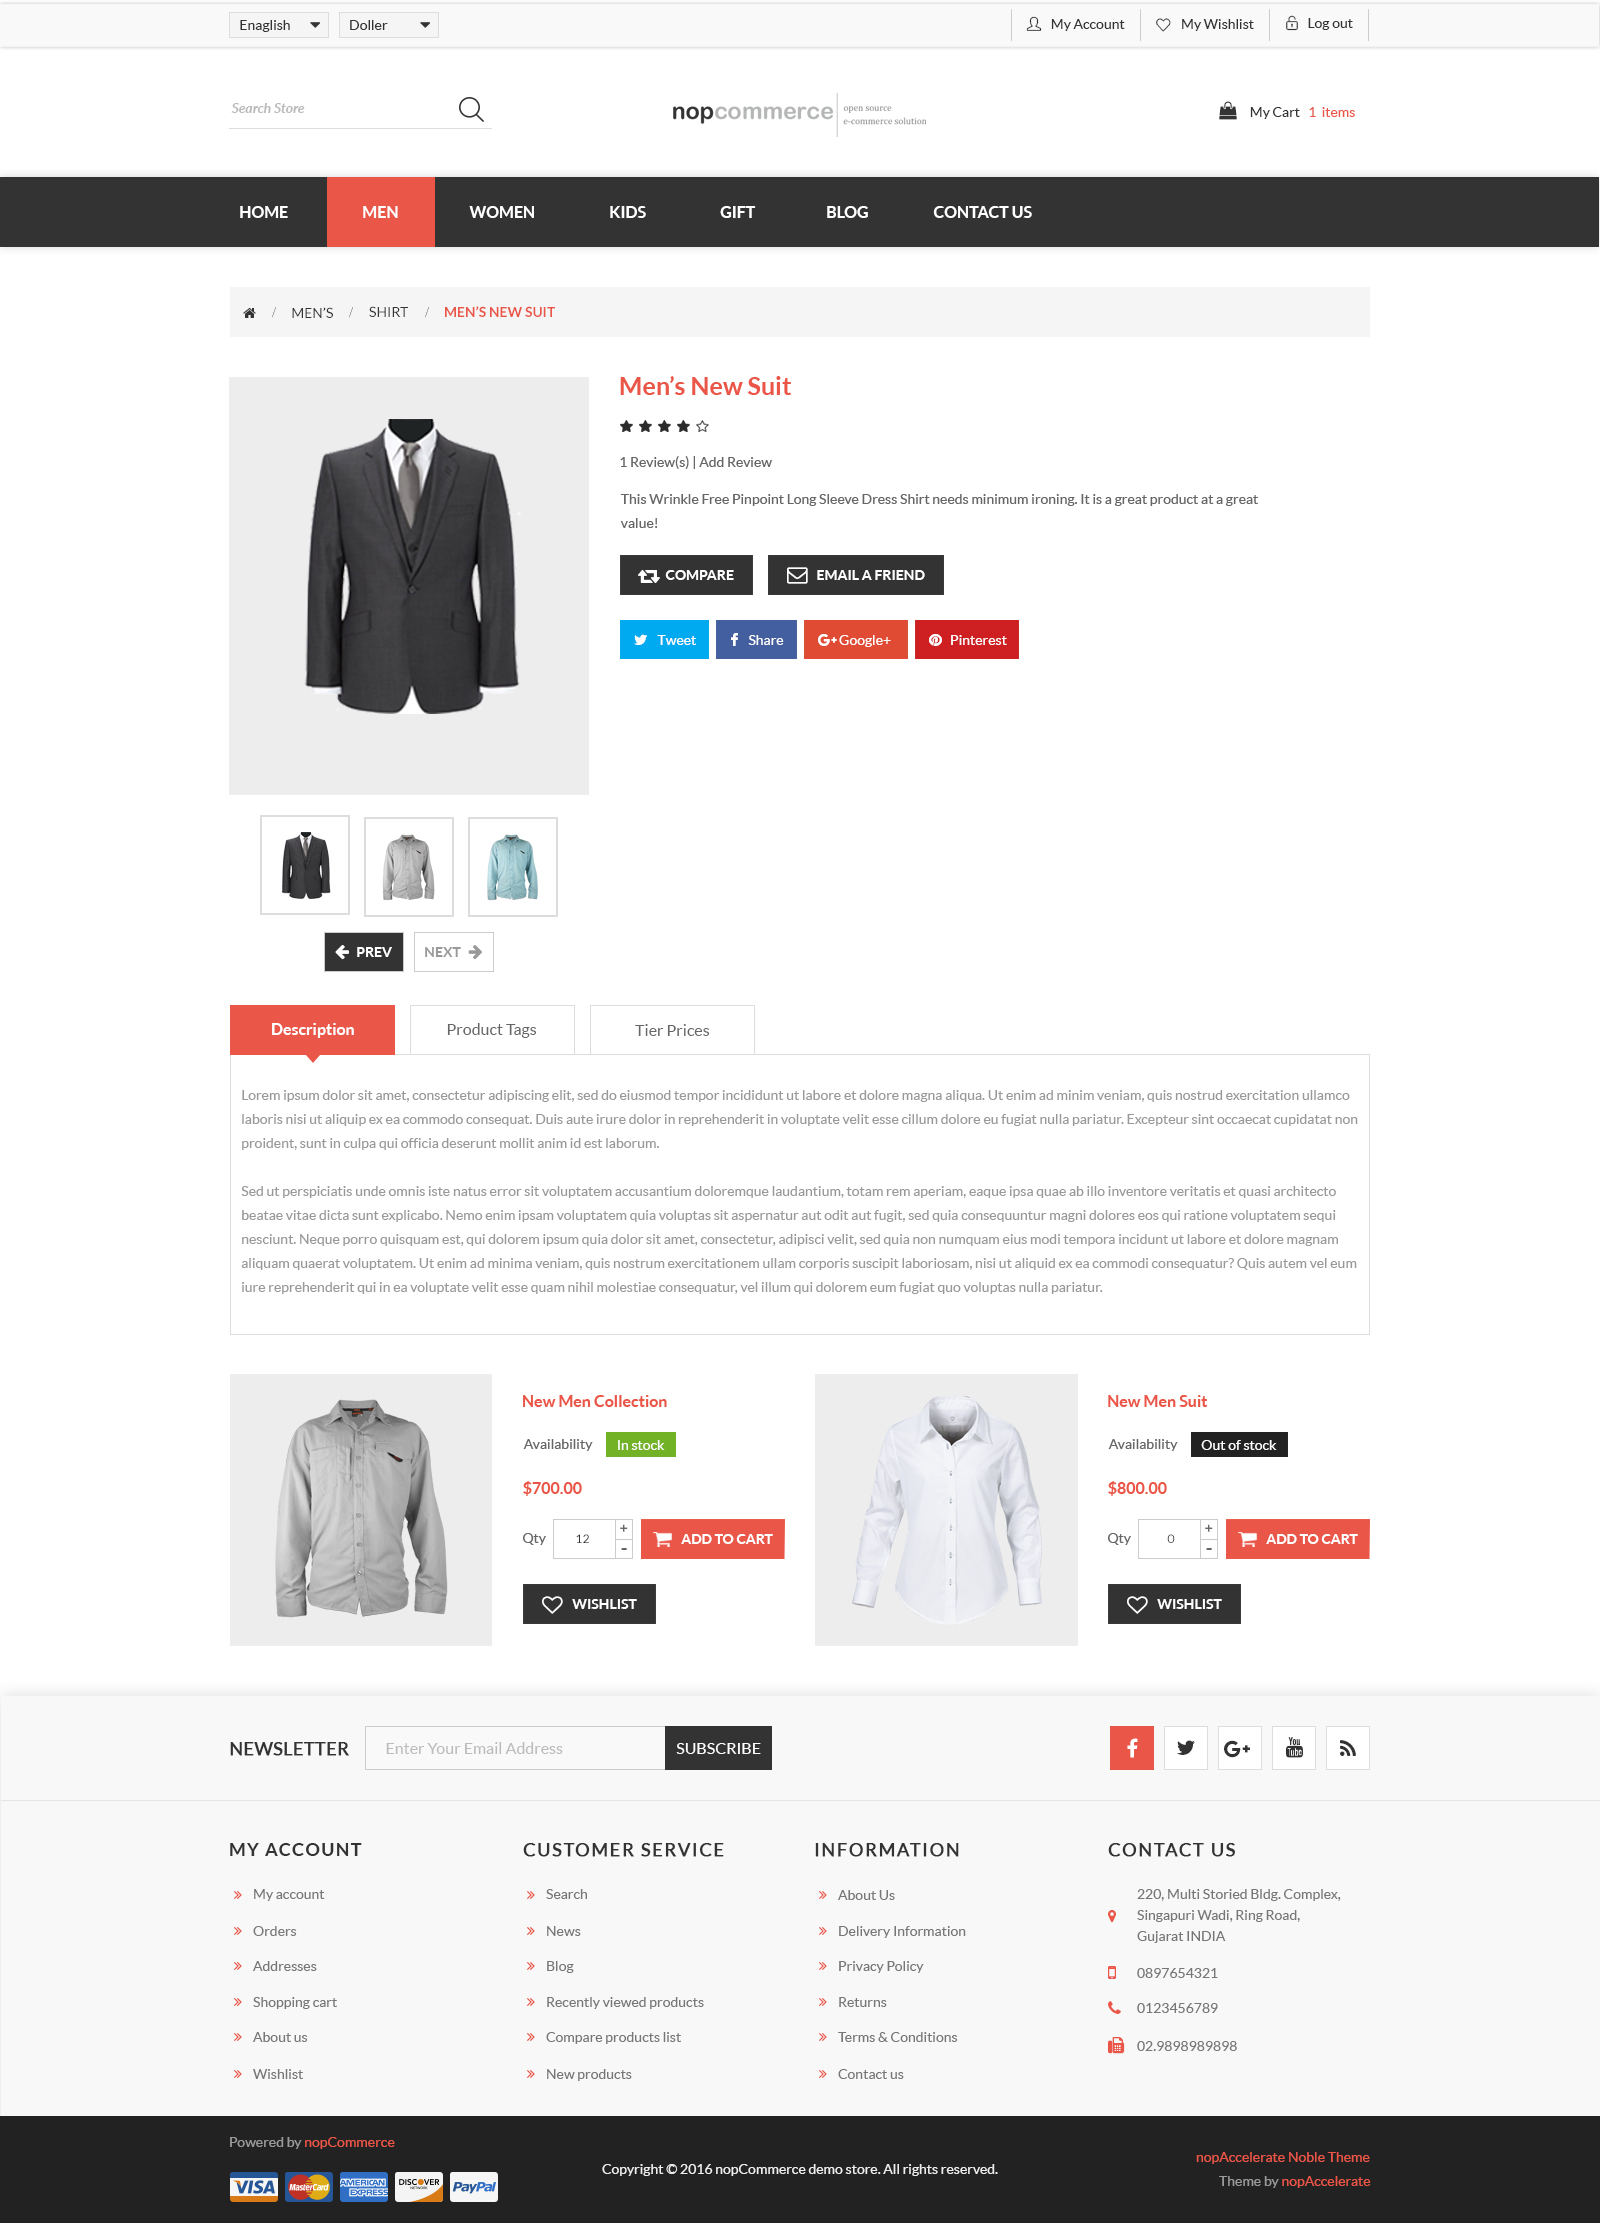 Enaglish
Doller
My Account
My Wishlist
Log out
Search Store
nopcommerce
open source
e-commerce solution
My Cart 1 items
HOME
MEN
WOMEN
KIDS
GIFT
BLOG
CONTACT US
/ MEN'S / SHIRT / MEN'S NEW SUIT
Men's New Suit
1 Review(s) | Add Review
This Wrinkle Free Pinpoint Long Sleeve Dress Shirt needs minimum ironing. It is a great product at a great
value!
COMPARE
EMAIL A FRIEND
Tweet
Share
G+Google+
Pinterest
PREV
NEXT
Description
Product Tags
Tier Prices
Lorem ipsum dolor sit amet, consectetur adipiscing elit, sed do eiusmod tempor incididunt ut labore et dolore magna aliqua. Ut enim ad minim veniam, quis nostrud exercitation ullamco
laboris nisi ut aliquip ex ea commodo consequat. Duis aute irure dolor in reprehenderit in voluptate velit esse cillum dolore eu fugiat nulla pariatur. Excepteur sint occaecat cupidatat non
proident, sunt in culpa qui officia deserunt mollit anim id est laborum.
Sed ut perspiciatis unde omnis iste natus error sit voluptatem accusantium doloremque laudantium, totam rem aperiam, eaque ipsa quae ab illo inventore veritatis et quasi architecto
beatae vitae dicta sunt explicabo. Nemo enim ipsam voluptatem quia voluptas sit aspernatur aut odit aut fugit, sed quia consequuntur magni dolores eos qui ratione voluptatem sequi
nesciunt. Neque porro quisquam est, qui dolorem ipsum quia dolor sit amet, consectetur, adipisci velit, sed quia non numquam eius modi tempora incidunt ut labore et dolore magnam
aliquam quaerat voluptatem. Ut enim ad minima veniam, quis nostrum exercitationem ullam corporis suscipit laboriosam, nisi ut aliquid ex ea commodi consequatur? Quis autem vel eum
iure reprehenderit qui in ea voluptate velit esse quam nihil molestiae consequatur, vel illum qui dolorem eum fugiat quo voluptas nulla pariatur.
New Men Collection
Availability In stock
$700.00
Qty 12 + - ADD TO CART
WISHLIST
New Men Suit
Availability Out of stock
$800.00
Qty 0 + - ADD TO CART
WISHLIST
NEWSLETTER
Enter Your Email Address
SUBSCRIBE
f
G+
You Tube
MY ACCOUNT
My account
Orders
Addresses
Shopping cart
About us
Wishlist
CUSTOMER SERVICE
Search
News
Blog
Recently viewed products
Compare products list
New products
INFORMATION
About Us
Delivery Information
Privacy Policy
Returns
Terms & Conditions
Contact us
CONTACT US
220, Multi Storied Bldg. Complex,
Singapuri Wadi, Ring Road,
Gujarat INDIA
0897654321
0123456789
02.9898989898
Powered by nopCommerce
VISA
MasterCard
AMERICAN EXPRESS
DISCOVER NETWORK
PayPal
Copyright © 2016 nopCommerce demo store. All rights reserved.
nopAccelerate Noble Theme
Theme by nopAccelerate